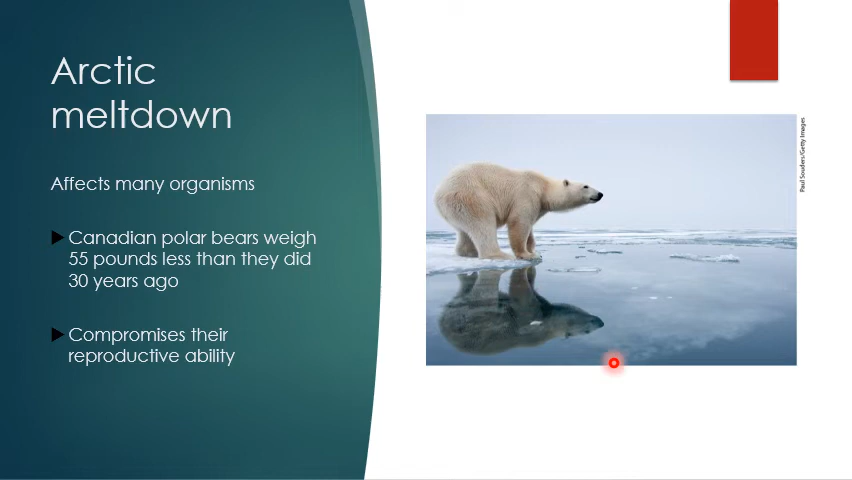 Arctic
meltdown
Affects many organisms
Canadian polar bears weigh
55 pounds less than they did
30 years ago
Compromises their
reproductive ability
Paul Souders/Getty Images